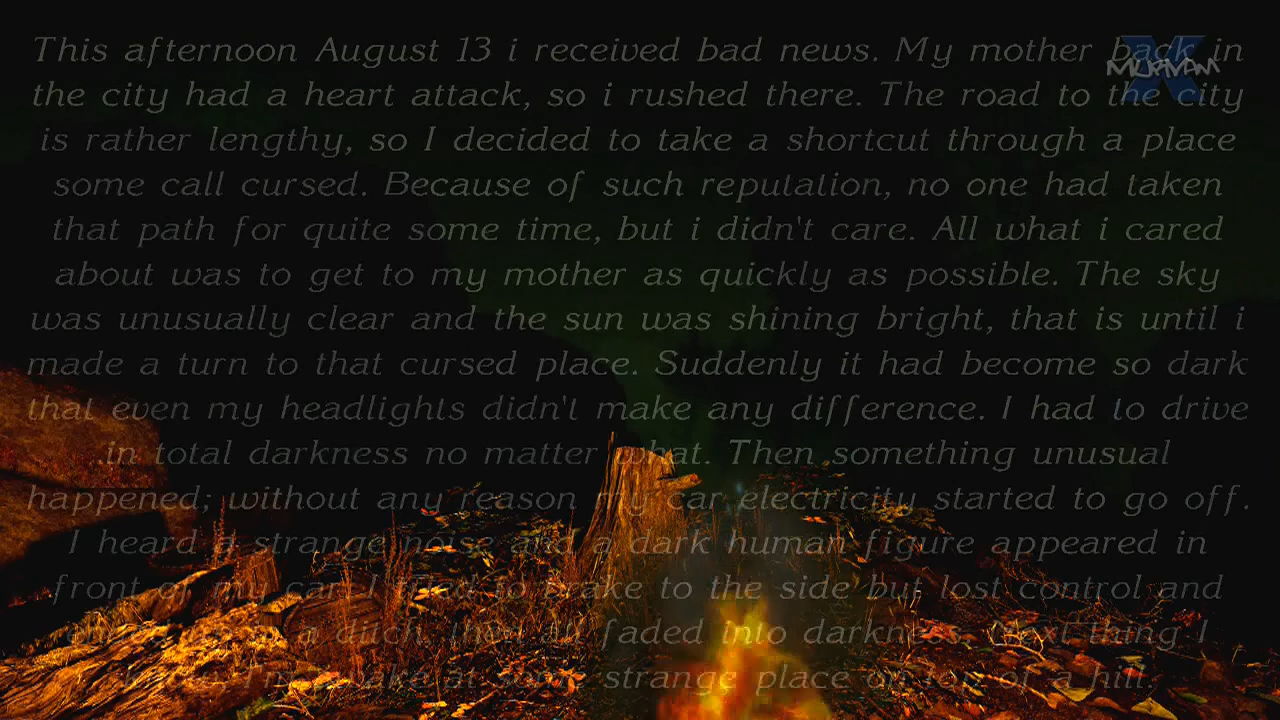 This afternoon August 13 i received bad news. My mother back in
the city had a heart attack, so i rushed there. The road to the city
is rather lengthy, so I decided to take a shortcut through a place
some call cursed. Because of such reputation, no one had taken
that path for quite some time, but i didn't care. All what i cared
about was to get to my mother as quickly as possible. The sky
was unusually clear and the sun was shining bright, that is until i
made a turn to that cursed place. Suddenly it had become so dark
that even my headlights didn't make any difference. I had to drive
in total darkness no matter what. Then something unusual
happened; without any reason my car electricity started to go off.
I heard a strange noise and a dark human figure appeared in
front of my car. I tried to brake to the side but lost control and
a ditch, then all faded into darkness. Next thing I
I'm awake at some strange place on top of a hill.